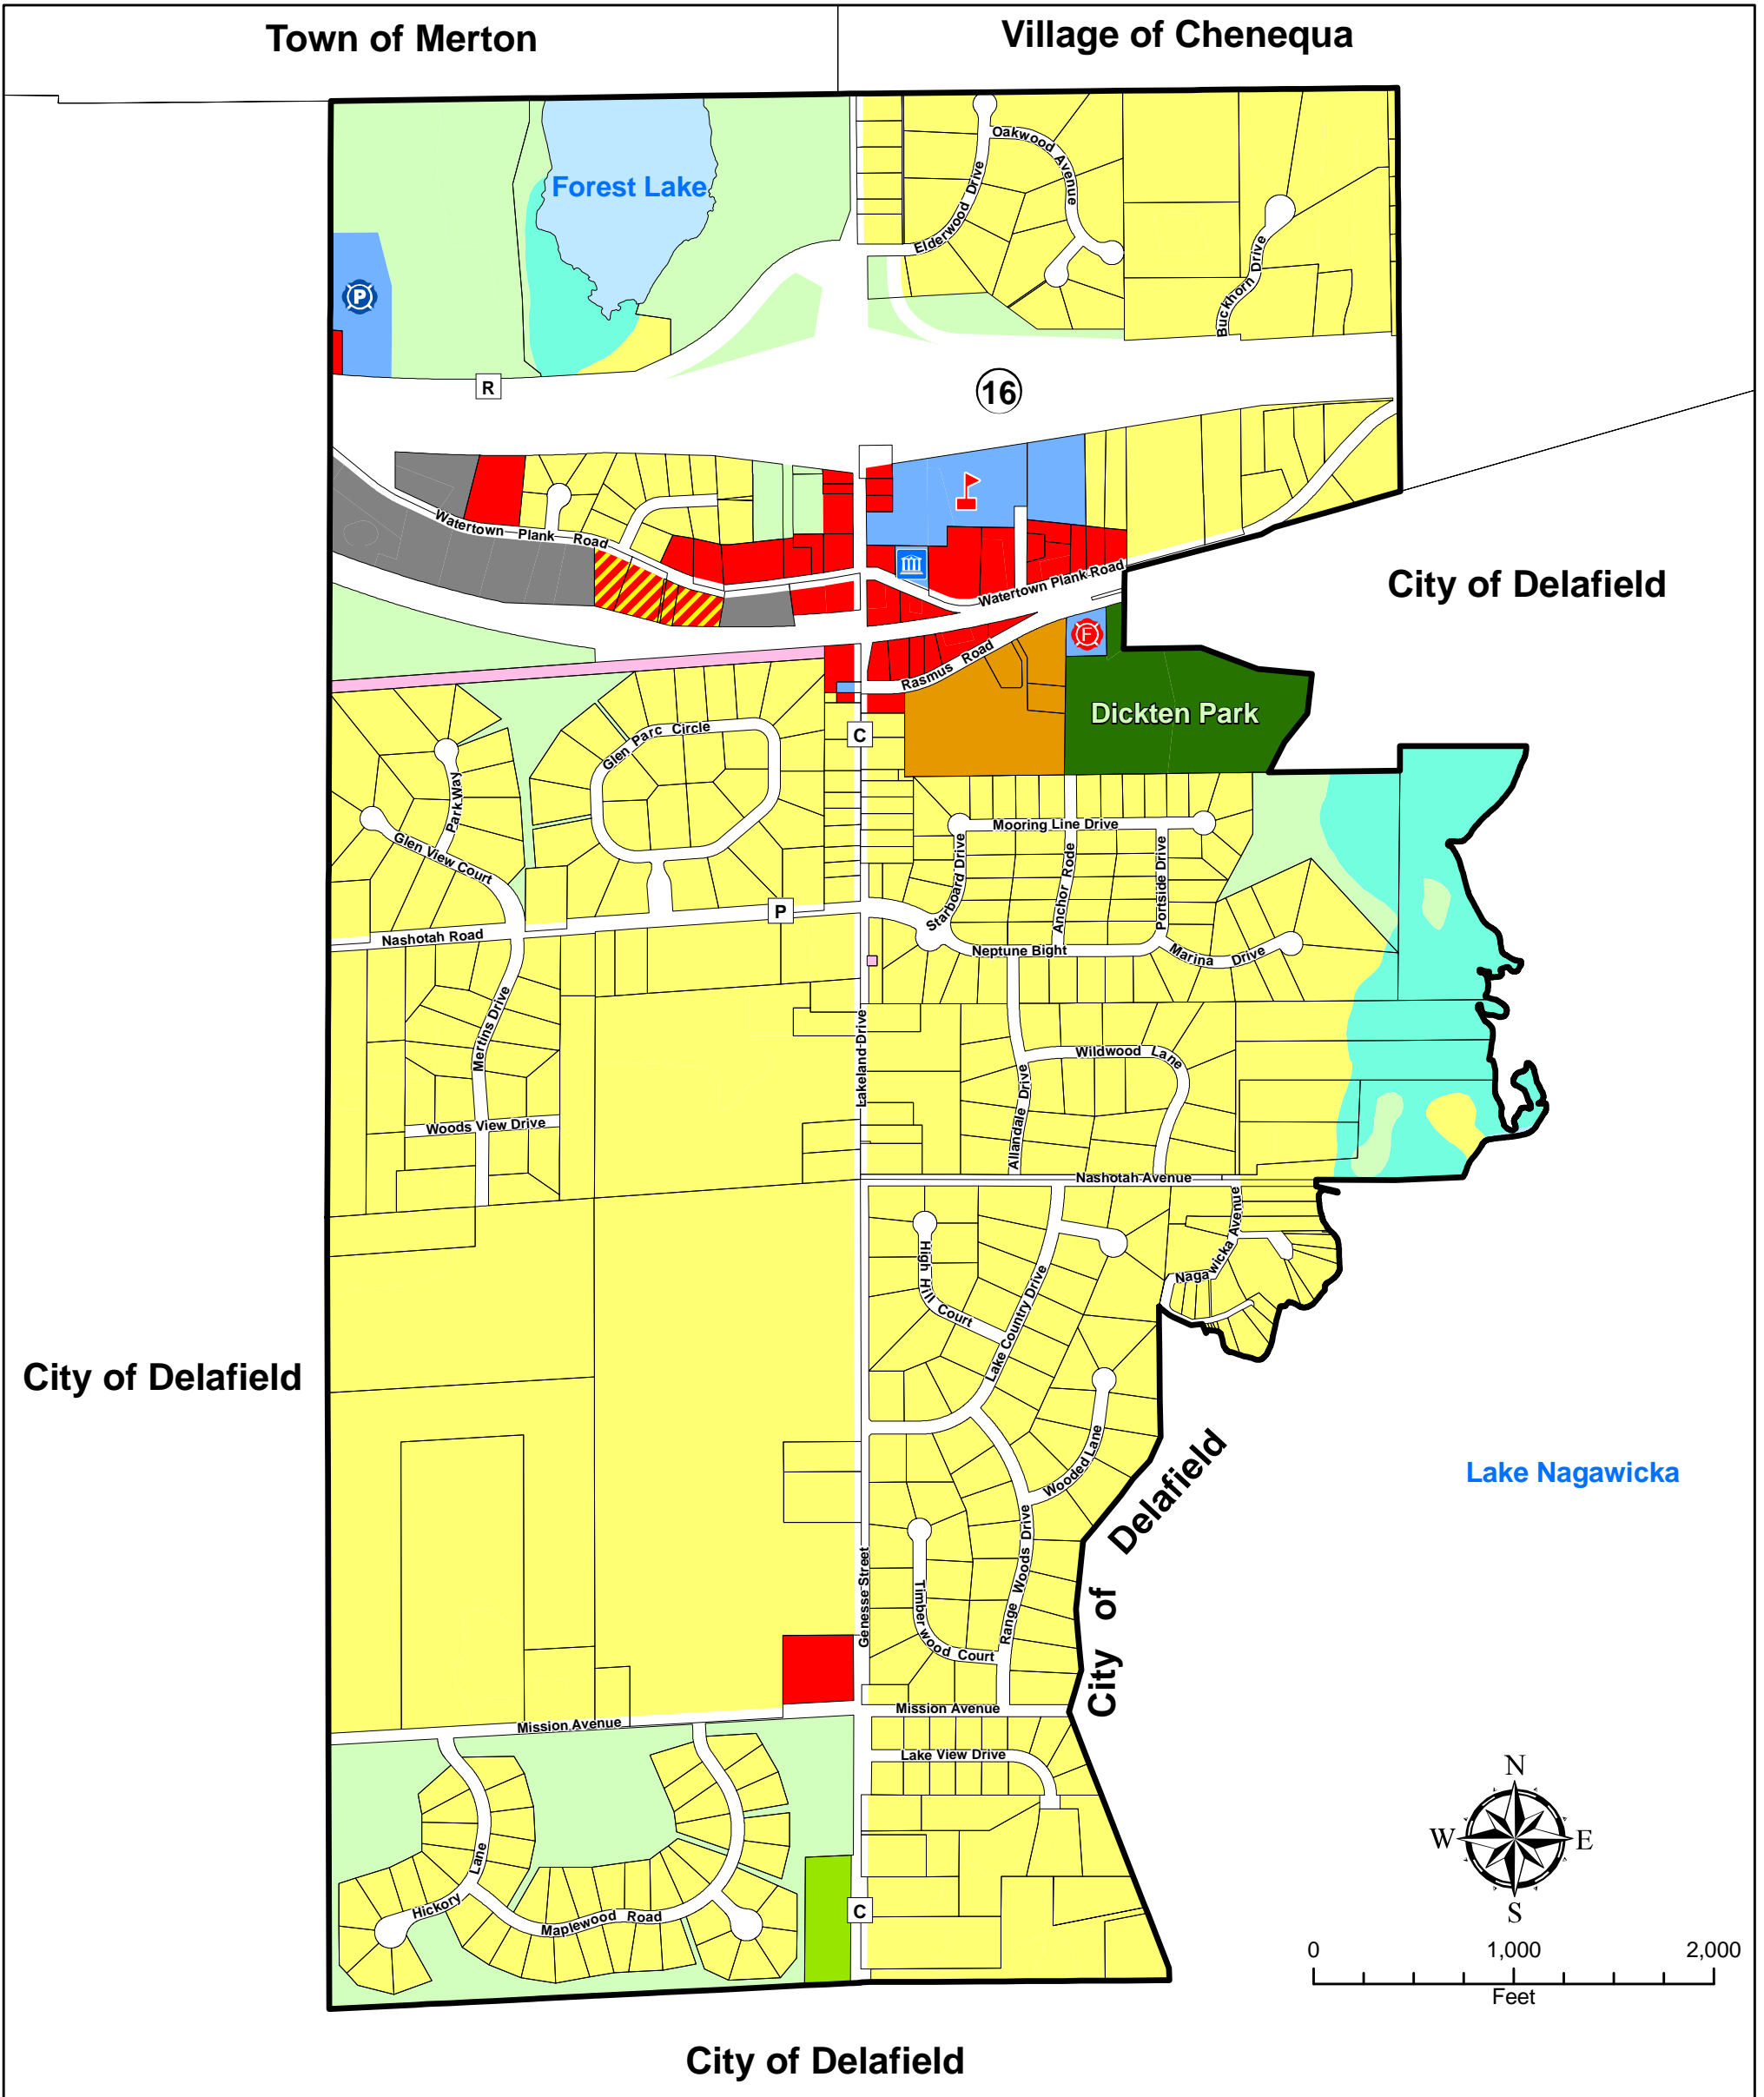 Town of Merton
Village of Chenequa
Oakwood Avenue
Forest Lake
Elderwood Drive
Buckhorn Drive
P
R
16
Watertown Plank Road
Watertown Plank Road
City of Delafield
F
Rasmus Road
Dickten Park
Glen Parc Circle
C
Park Way
Mooring Line Drive
Glen View Court
Starboard Drive
Anchor Rode
Portside Drive
P
Nashotah Road
Neptune Bight
Marina Drive
Mertins Drive
Lakeland Drive
Wildwood Lane
Allandale Drive
Woods View Drive
Nashotah Avenue
Nagawicka Avenue
High Hill Court
Lake Country Drive
City of Delafield
Wooded Lane
City of Delafield
Lake Nagawicka
Genesse Street
Range Woods Drive
Timberwood Court
Mission Avenue
Mission Avenue
Lake View Drive
N
W
E
S
Hickory Lane
Maplewood Road
C
0 1,000 2,000
Feet
City of Delafield